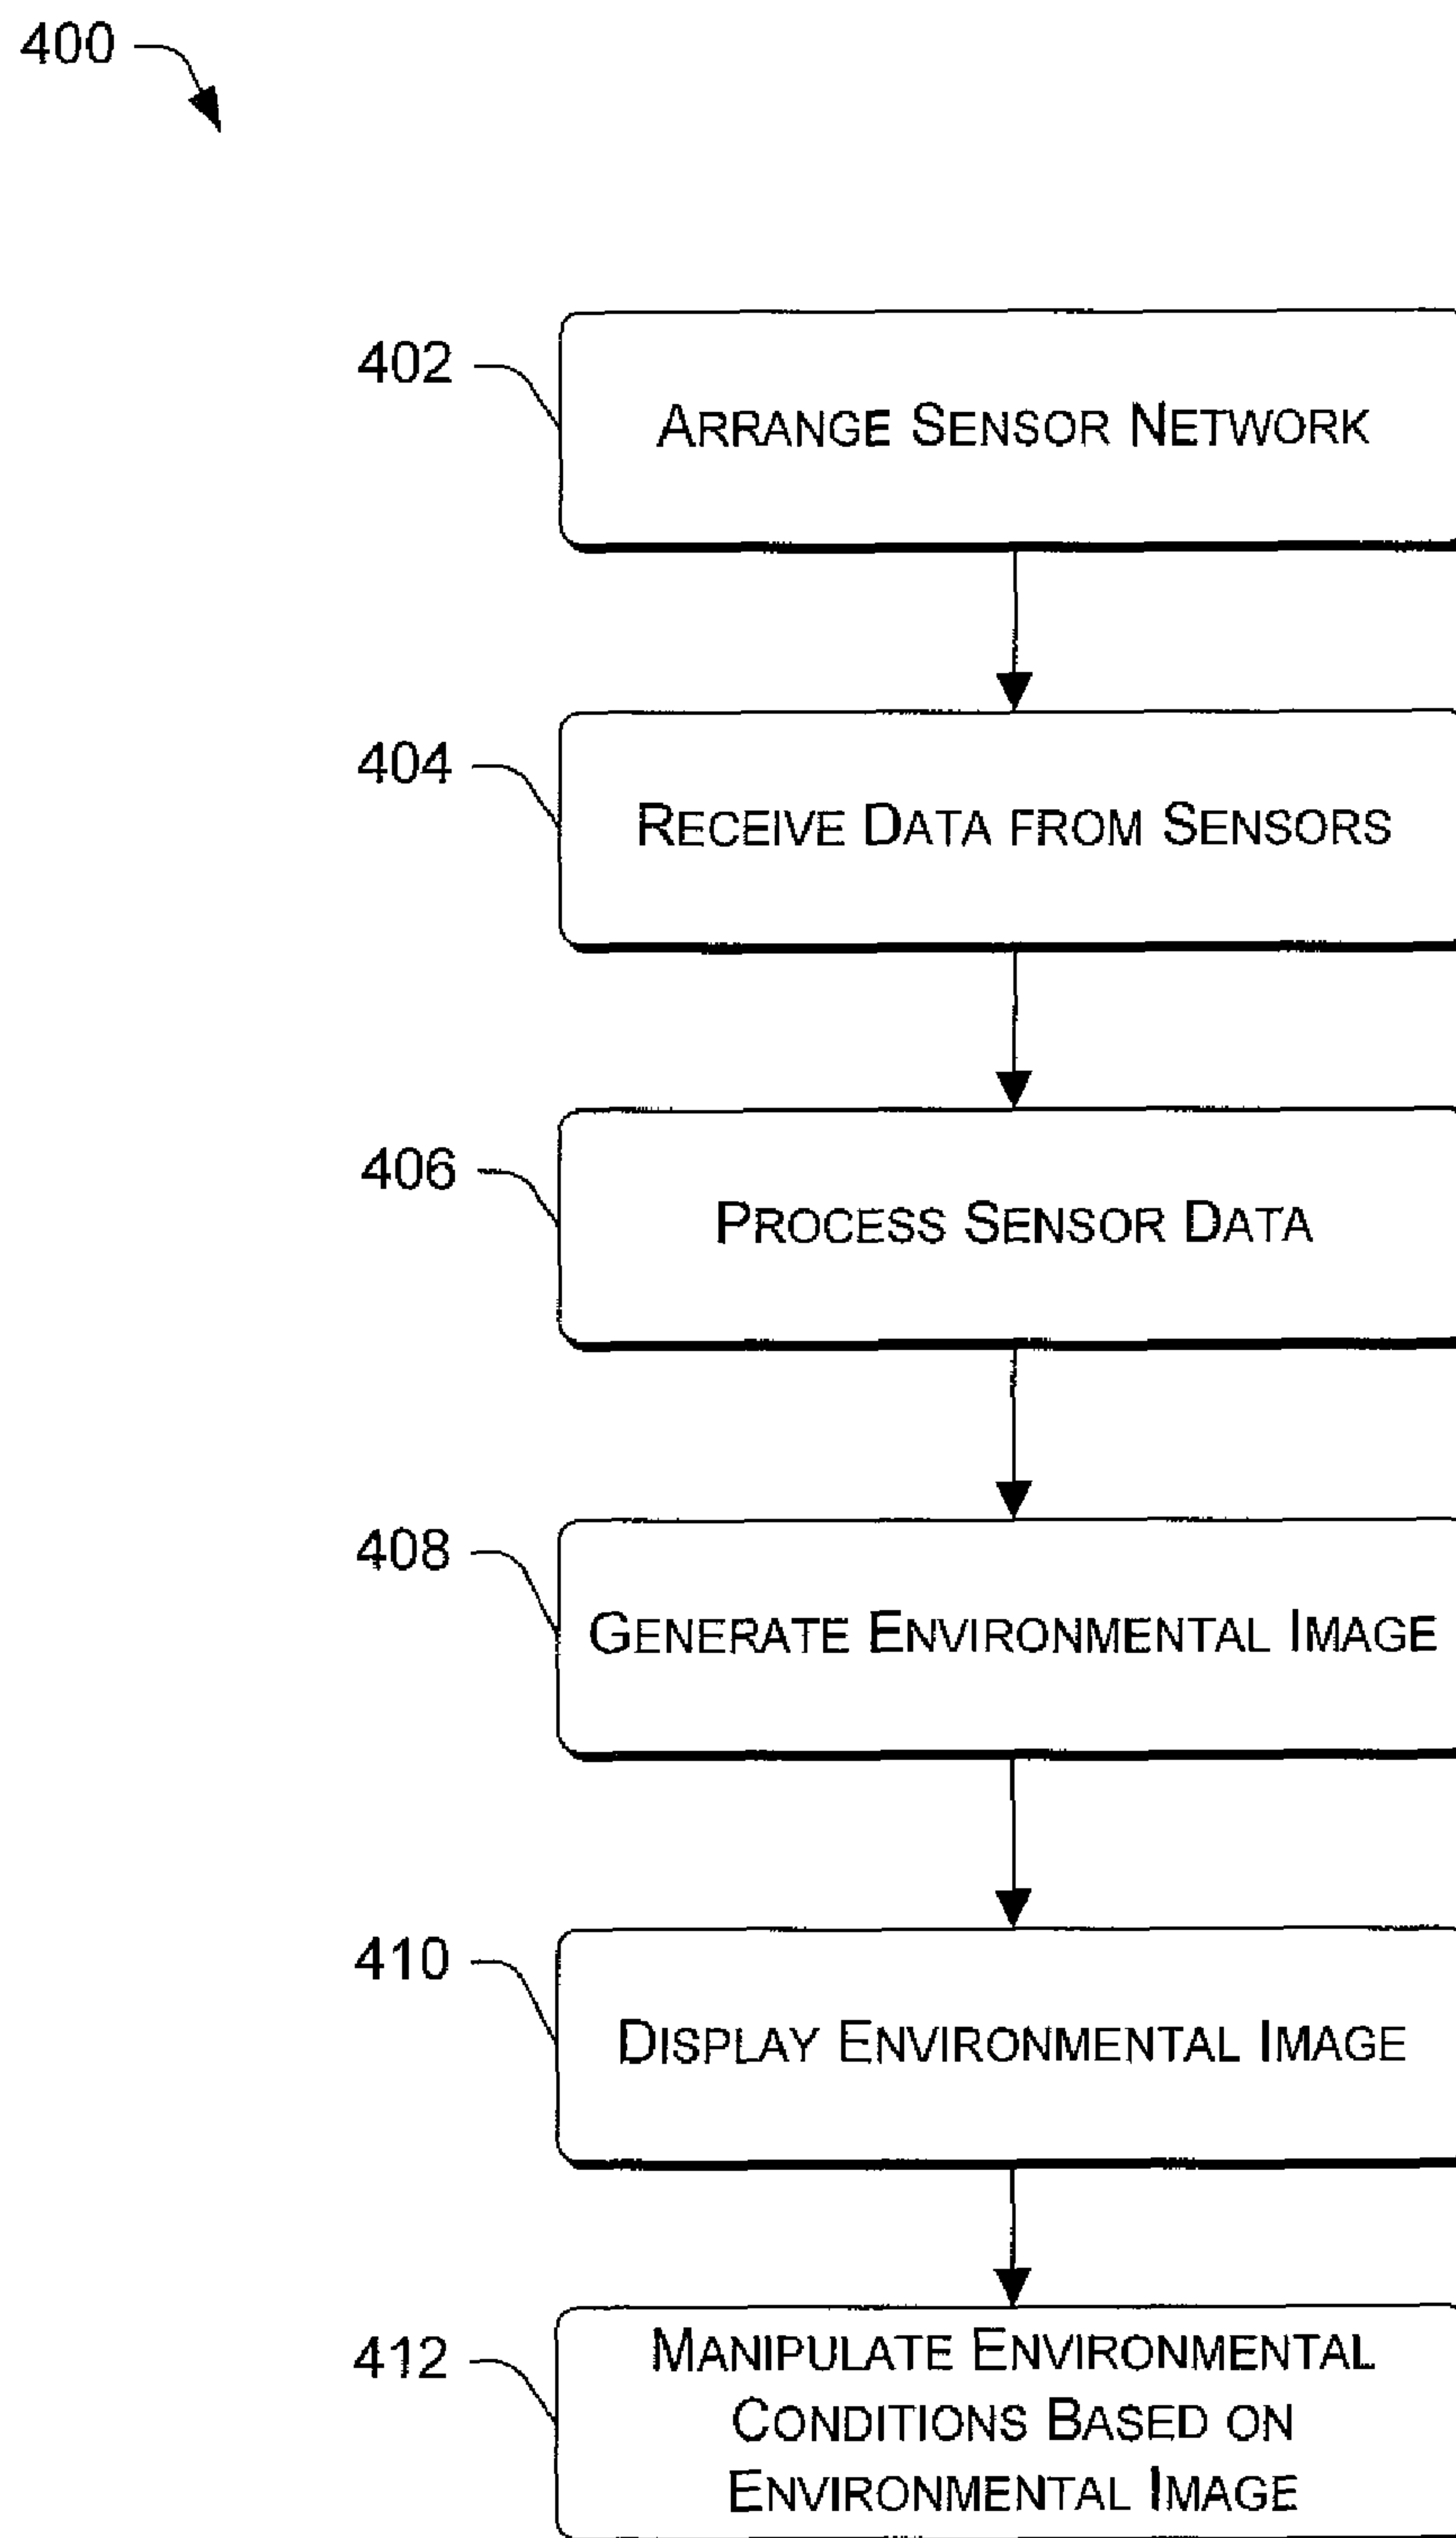 400
402
ARRANGE SENSOR NETWORK
404
RECEIVE DATA FROM SENSORS
406
PROCESS SENSOR DATA
408
GENERATE ENVIRONMENTAL IMAGE
410
DISPLAY ENVIRONMENTAL IMAGE
412
MANIPULATE ENVIRONMENTAL
CONDITIONS BASED ON
ENVIRONMENTAL IMAGE